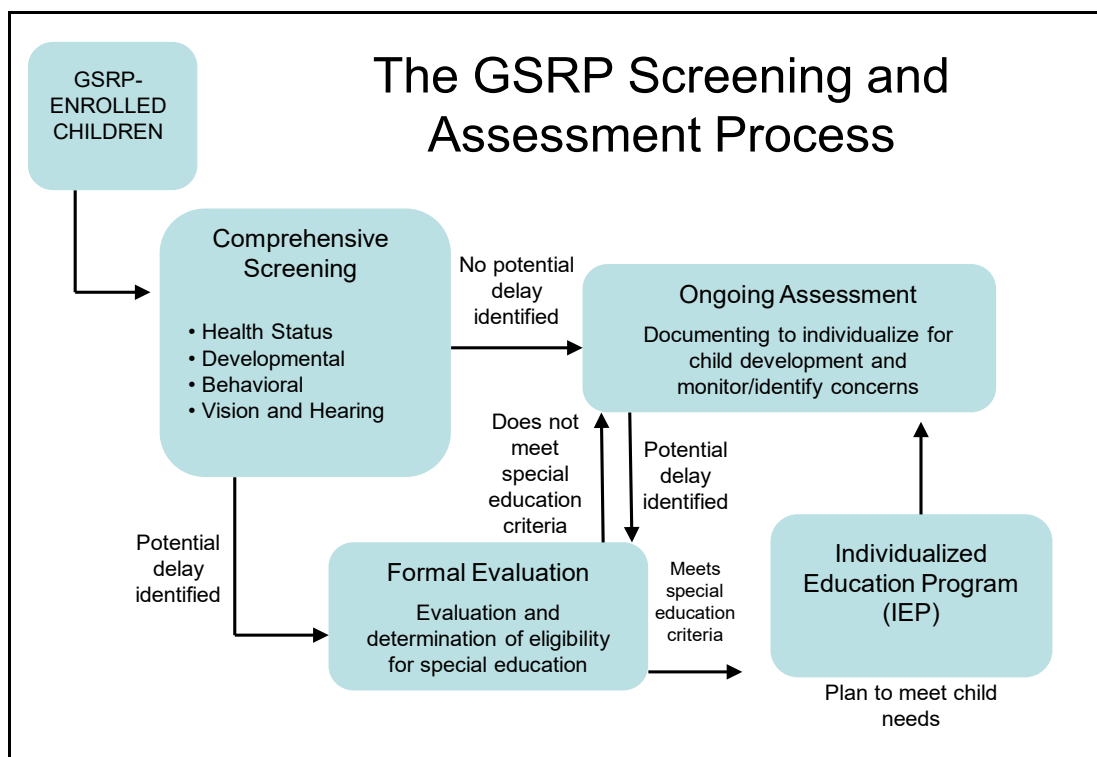 The GSRP Screening and
Assessment Process
GSRP-
ENROLLED
CHILDREN
Comprehensive
Screening
• Health Status
• Developmental
• Behavioral
• Vision and Hearing
No potential
delay
identified
Ongoing Assessment
Documenting to individualize for
child development and
monitor/identify concerns
Does not
meet
special
education
criteria
Potential
delay
identified
Potential
delay
identified
Formal Evaluation
Evaluation and
determination of eligibility
for special education
Meets
special
education
criteria
Individualized
Education Program
(IEP)
Plan to meet child
needs